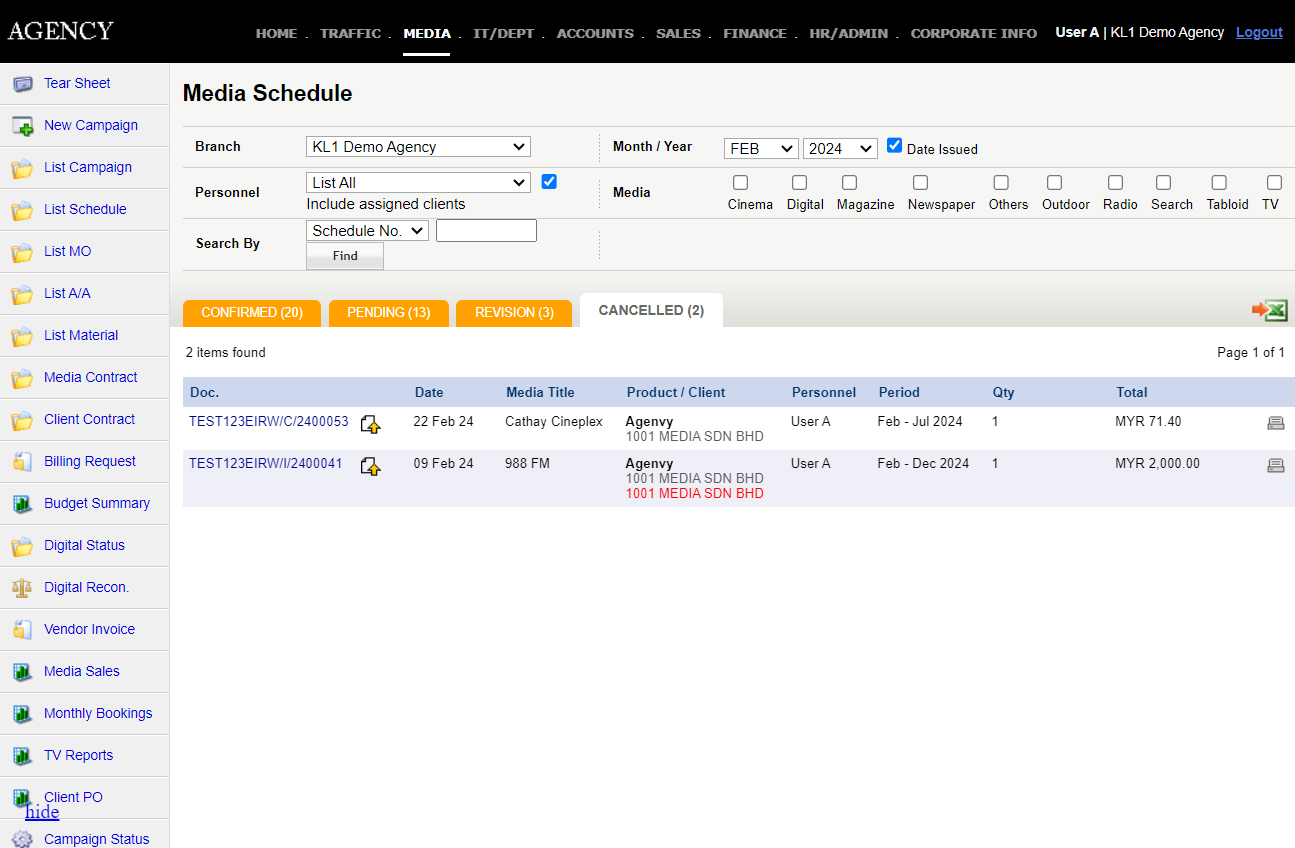 AGENCY
HOME . TRAFFIC . MEDIA . IT/DEPT . ACCOUNTS . SALES . FINANCE . HR/ADMIN . CORPORATE INFO
User A | KL1 Demo Agency Logout
Tear Sheet
New Campaign
List Campaign
List Schedule
List MO
List A/A
List Material
Media Contract
Client Contract
Billing Request
Budget Summary
Digital Status
Digital Recon.
Vendor Invoice
Media Sales
Monthly Bookings
TV Reports
Client PO
hide
Campaign Status
Media Schedule
Branch KL1 Demo Agency Month / Year FEB 2024 Date Issued
Personnel List All
Include assigned clients
Media Cinema Digital Magazine Newspaper Others Outdoor Radio Search Tabloid TV
Search By Schedule No.
Find
CONFIRMED (20) PENDING (13) REVISION (3) CANCELLED (2)
2 items found Page 1 of 1
Doc. Date Media Title Product / Client Personnel Period Qty Total
TEST123EIRW/C/2400053 22 Feb 24 Cathay Cineplex Agenvy User A Feb - Jul 2024 1 MYR 71.40
1001 MEDIA SDN BHD
TEST123EIRW/I/2400041 09 Feb 24 988 FM Agenvy User A Feb - Dec 2024 1 MYR 2,000.00
1001 MEDIA SDN BHD
1001 MEDIA SDN BHD